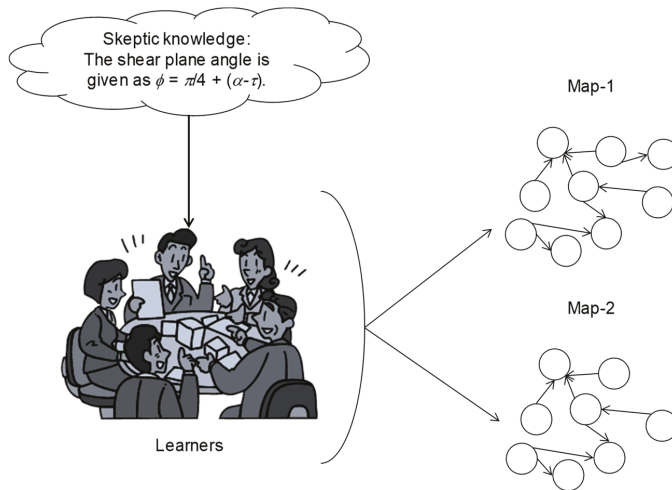 Skeptic knowledge:
The shear plane angle is
given as ϕ = π/4 + (α-τ).
Map-1
Map-2
Learners